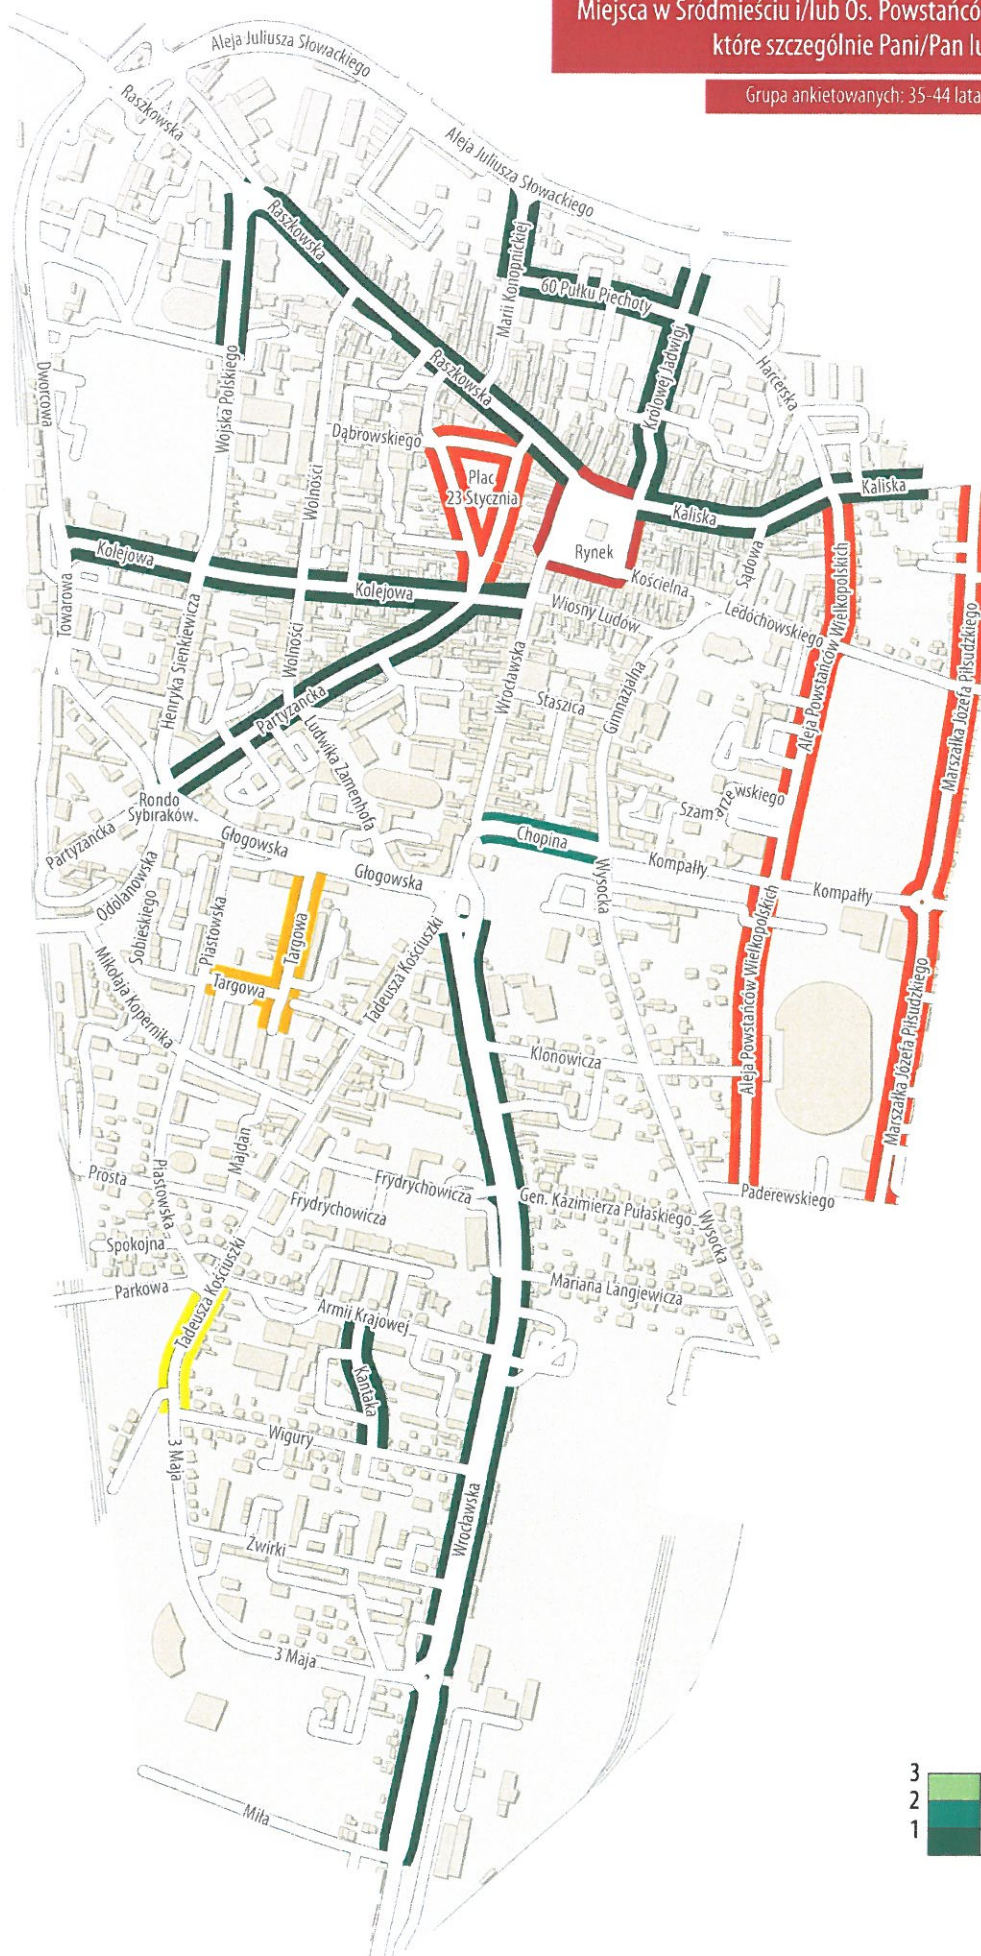 Miejsca w Śródmieściu i/lub Os. Powstańcó
które szczególnie Pani/Pan lu
Grupa ankietowanych: 35-44 lata
Aleja Juliusza Słowackiego
Raszkowska
Aleja Juliusza Słowackiego
Raszkowska
Marii Konopnickiej
60 Pułku Piechoty
Królowej Jadwigi
Harcerska
Dworcowa
Wojska Polskiego
Raszkowska
Dąbrowskiego
Plac
23 Stycznia
Wolności
Kaliska
Kaliska
Rynek
Sądowa
Kolejowa
Kolejowa
Kościelna
Wiosny Ludów
Ledóchowskiego
Towarowa
Henryka Sienkiewicza
Wolności
Wrocławska
Gimnazjalna
Staszica
Aleja Powstańców Wielkopolskich
Marszałka Józefa Piłsudskiego
Partyzancka
Ludwika Zamenhofa
Rondo
Sybiraków
Szamarzewskiego
Partyzancka
Głogowska
Chopina
Głogowska
Kompałły
Kompałły
Wysocka
Odolanowska
Sobieskiego
Piastowska
Targowa
Targowa
Tadeusza Kościuszki
Mikołaja Kopernika
Aleja Powstańców Wielkopolskich
Marszałka Józefa Piłsudskiego
Klonowicza
Majdan
Prosta
Piastowska
Frydrychowicza
Frydrychowicza
Gen. Kazimierza Pułaskiego
Paderewskiego
Wysocka
Spokojna
Parkowa
Tadeusza Kościuszki
Mariana Langiewicza
Armii Krajowej
Kantaka
Wigury
3 Maja
Wrocławska
Żwirki
3 Maja
Miła
3
2
1